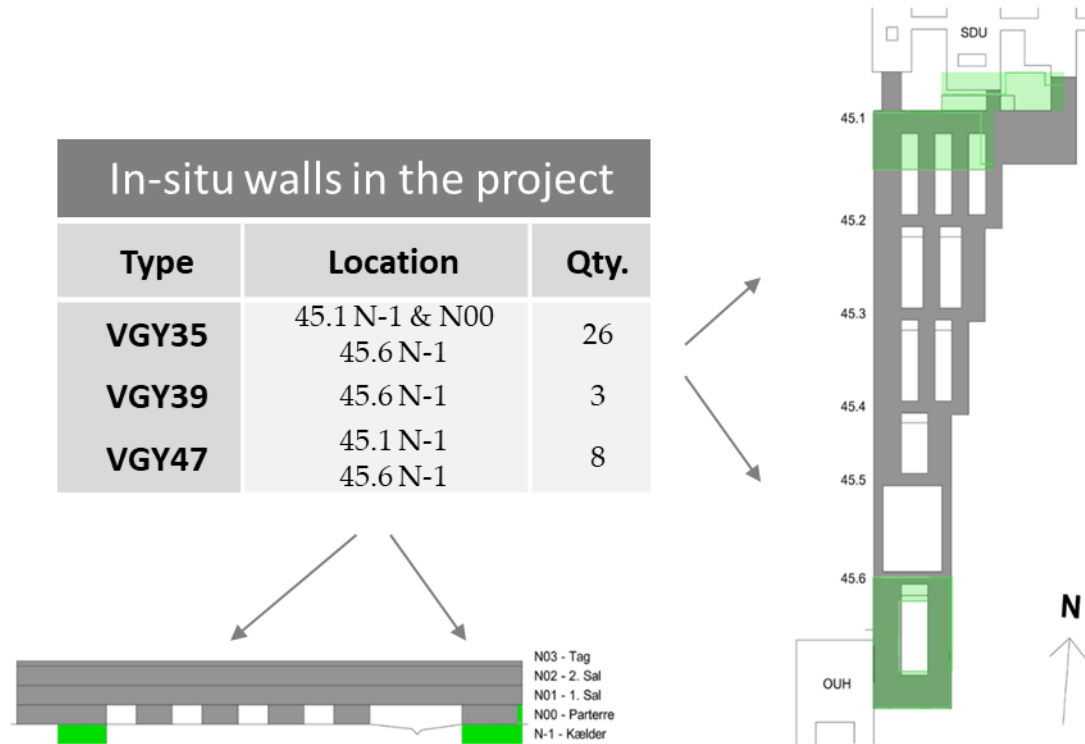 In-situ walls in the project
Type Location Qty.
VGY35 45.1 N-1 & N00 26
45.6 N-1
VGY39 45.6 N-1 3
VGY47 45.1 N-1 8
45.6 N-1
N03 - Tag
N02 - 2. Sal
N01 - 1. Sal
N00 - Parterre
N-1 - Kælder
SDU
45.1
45.2
45.3
45.4
45.5
45.6
N
OUH